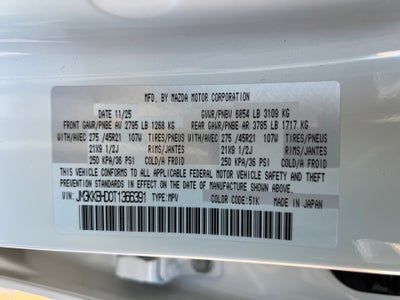 MFD BY MAZDA MOTOR CORPORATION
DATE 11/25 GVWR/PNBV 6854 LB 3109 KG
FRONT GAWR/PNBE AV 2795 LB 1268 KG REAR GAWR/PNBE AR 3785 LB 1717 KG
WITH/AVEC 275 /45R21 107W TIRES/PNEUS WITH/AVEC 275 /45R21 107W TIRES/PNEUS
21X9 1/2J RIMS/JANTES 21X9 1/2J RIMS/JANTES
250 KPA/36 PSI COLD/A FROID 250 KPA/36 PSI COLD/A FROID
THIS VEHICLE CONFORMS TO ALL APPLICABLE FEDERAL MOTOR VEHICLE SAFETY AND
THEFT PREVENTION STANDARDS IN EFFECT ON THE DATE OF MANUFACTURE SHOWN ABOVE.
VIN: JM3KKBHD0T1366391 TYPE:MPV COLOR CODE:51K MADE IN JAPAN